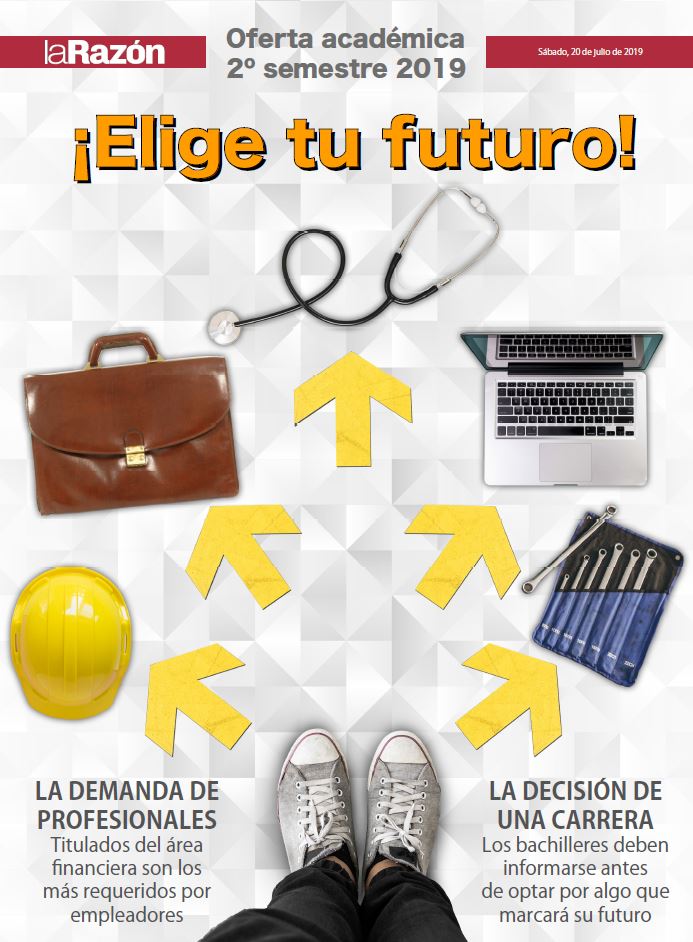 laRazón
Oferta académica
2º semestre 2019
Sábado, 20 de julio de 2019
¡Elige tu futuro!
LA DEMANDA DE
PROFESIONALES
Titulados del área
financiera son los
más requeridos por
empleadores
LA DECISIÓN DE
UNA CARRERA
Los bachilleres deben
informarse antes
de optar por algo que
marcará su futuro